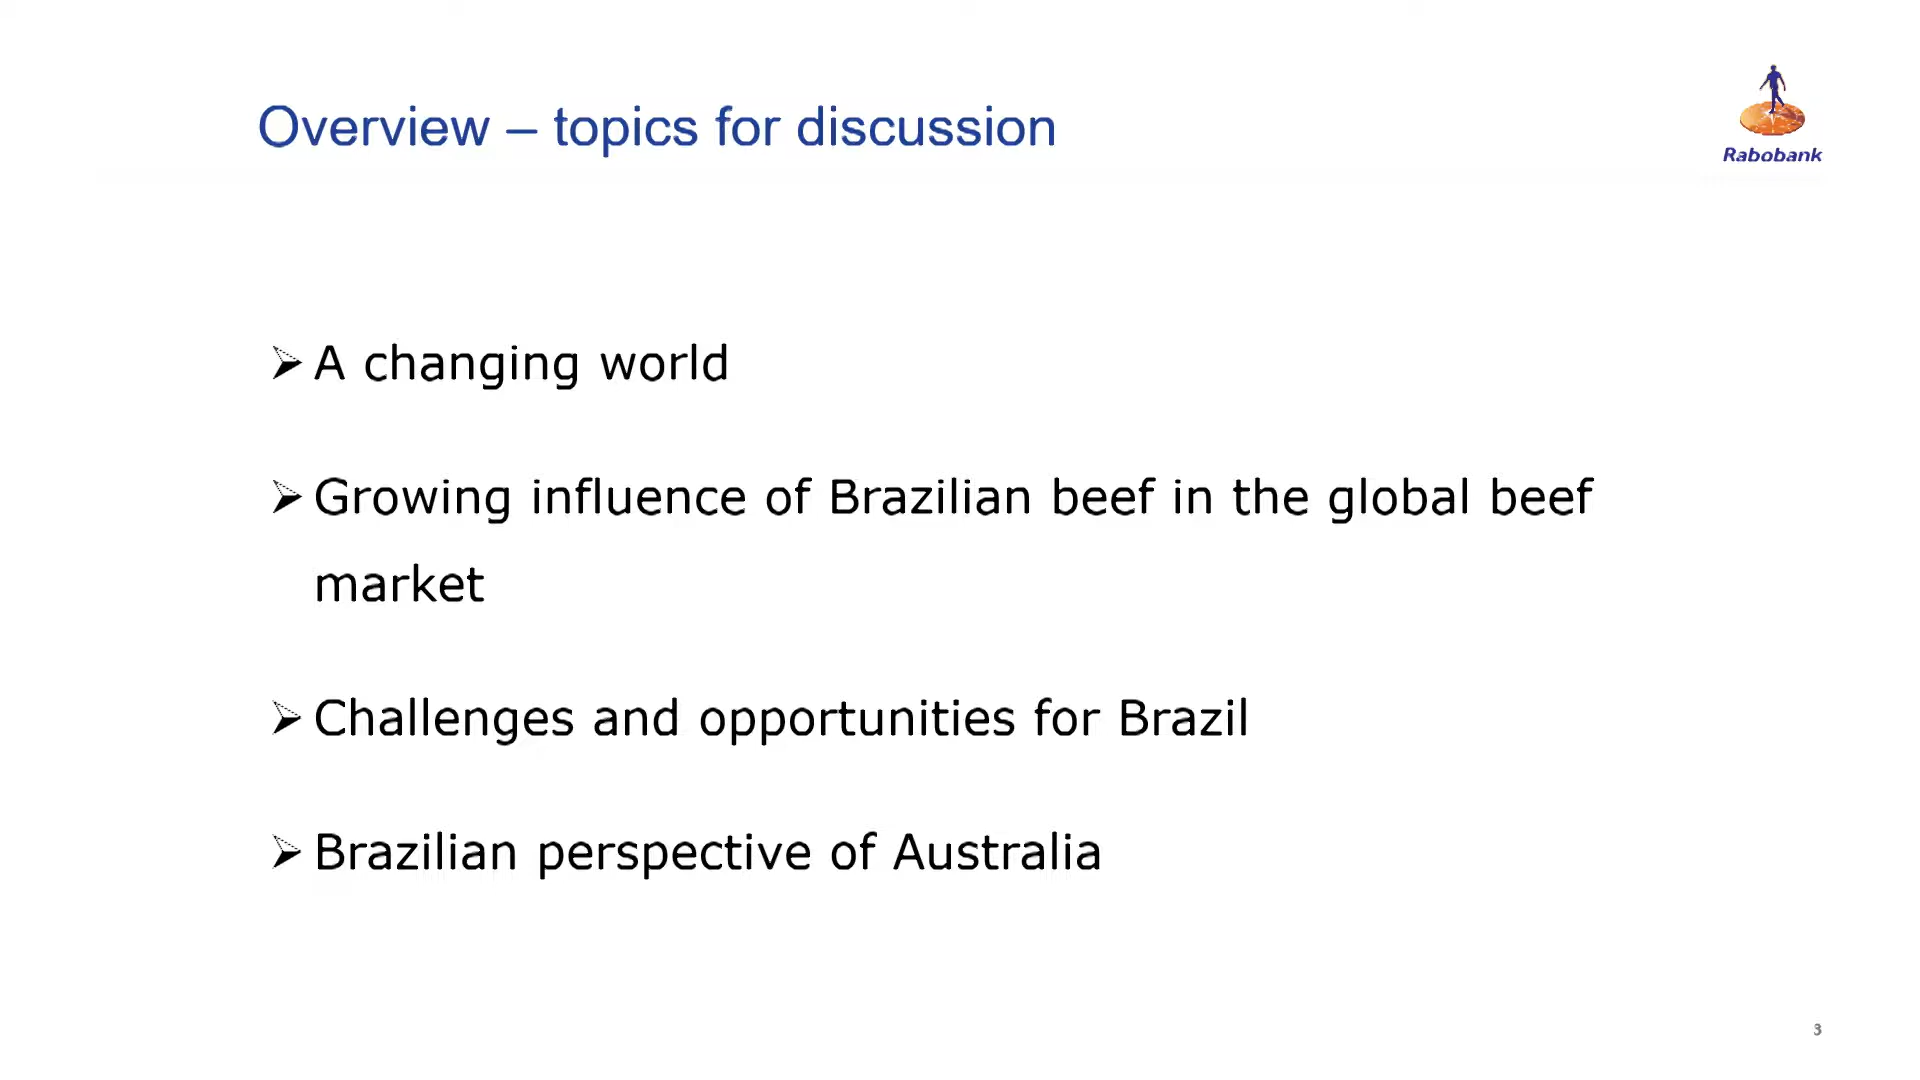 Overview – topics for discussion
Rabobank
➢ A changing world
➢ Growing influence of Brazilian beef in the global beef
market
➢ Challenges and opportunities for Brazil
➢ Brazilian perspective of Australia
3